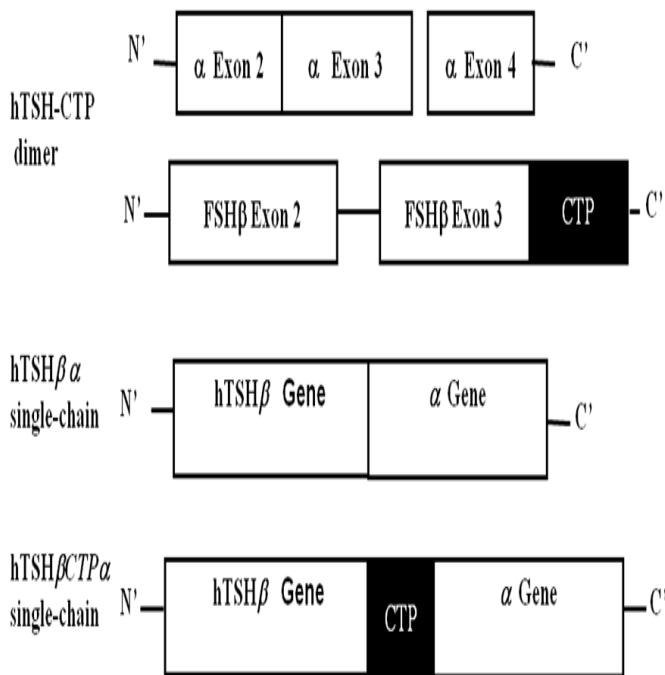 N’ α Exon 2 α Exon 3 α Exon 4 C’
hTSH-CTP
dimer
N’ FSHβ Exon 2 FSHβ Exon 3 CTP C’
hTSHβα
single-chain N’ hTSHβ Gene α Gene C’
hTSHβCTPα
single-chain N’ hTSHβ Gene CTP α Gene C’